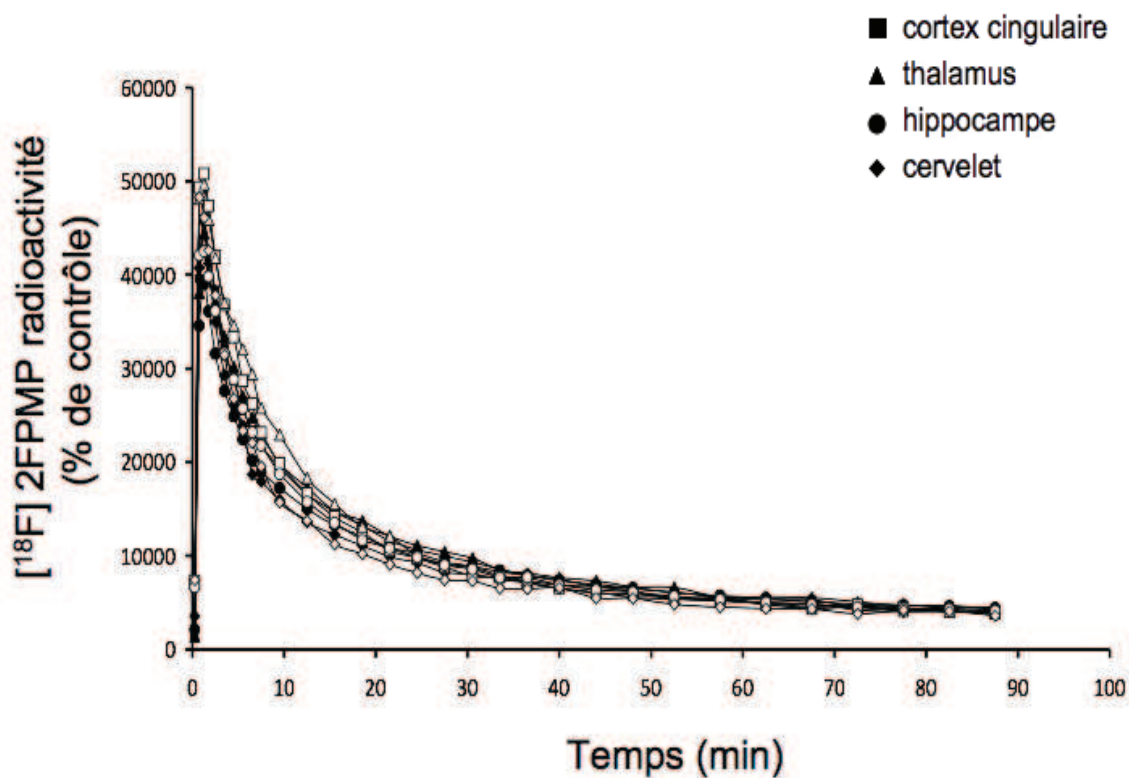 cortex cingulaire
thalamus
hippocampe
cervelet
[¹⁸F] 2FPMP radioactivité
(% de contrôle)
60000
50000
40000
30000
20000
10000
0
0 10 20 30 40 50 60 70 80 90 100
Temps (min)